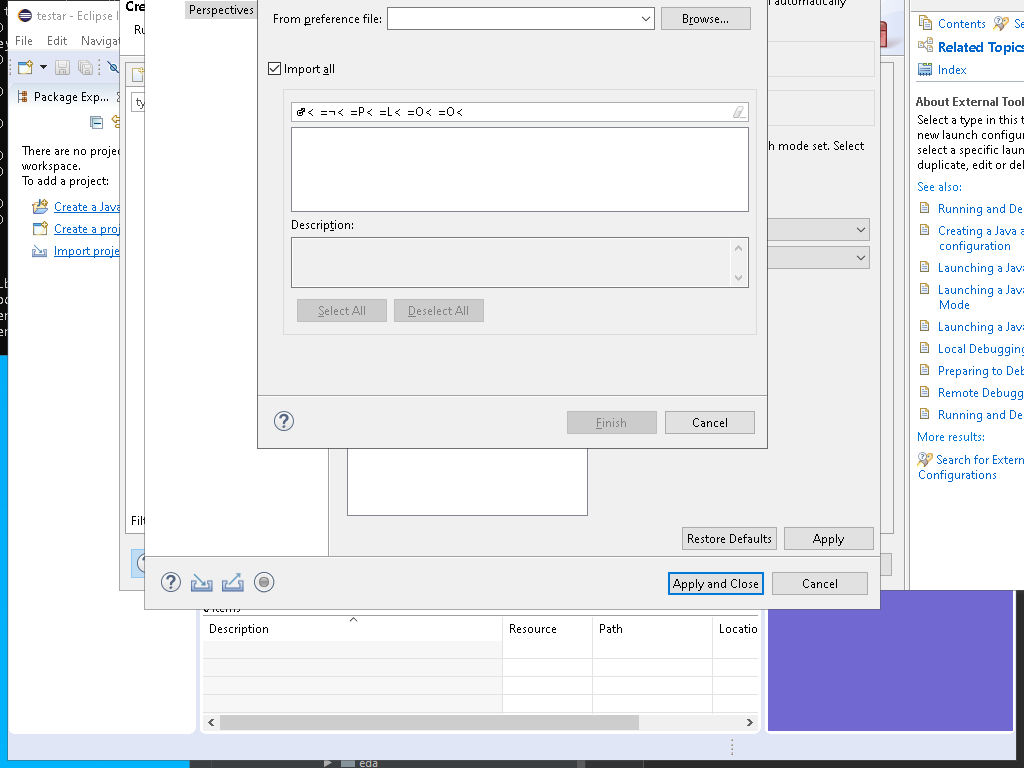 testar - Eclipse
File Edit Navigat
Package Exp...
There are no projec
workspace.
To add a project:
Create a Java
Create a proj
Import proje
Cre
Ru
ty
Filt
Perspectives
From preference file:
Browse...
Import all
=¬< =P< =L< =O< =O<
Description:
Select All
Deselect All
Finish
Cancel
automatically
h mode set. Select
Restore Defaults
Apply
Apply and Close
Cancel
items
Description
Resource
Path
Locatio
eda
Contents
Se
Related Topics
Index
About External Tool
Select a type in this t
new launch configur
select a specific laun
duplicate, edit or del
See also:
Running and De
Creating a Java a
configuration
Launching a Java
Launching a Java
Mode
Launching a Java
Local Debugging
Preparing to Deb
Remote Debugg
Running and De
More results:
Search for Extern
Configurations